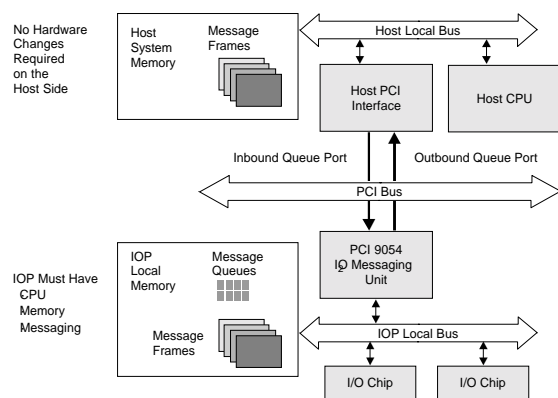 No Hardware
Changes
Required
on the
Host Side
Host
System
Memory
Message
Frames
Host Local Bus
Host PCI
Interface
Host CPU
Inbound Queue Port
Outbound Queue Port
PCI Bus
IOP Must Have
-CPU
-Memory
-Messaging
IOP
Local
Memory
Message
Queues
Message
Frames
PCI 9054
I2O Messaging
Unit
IOP Local Bus
I/O Chip
I/O Chip